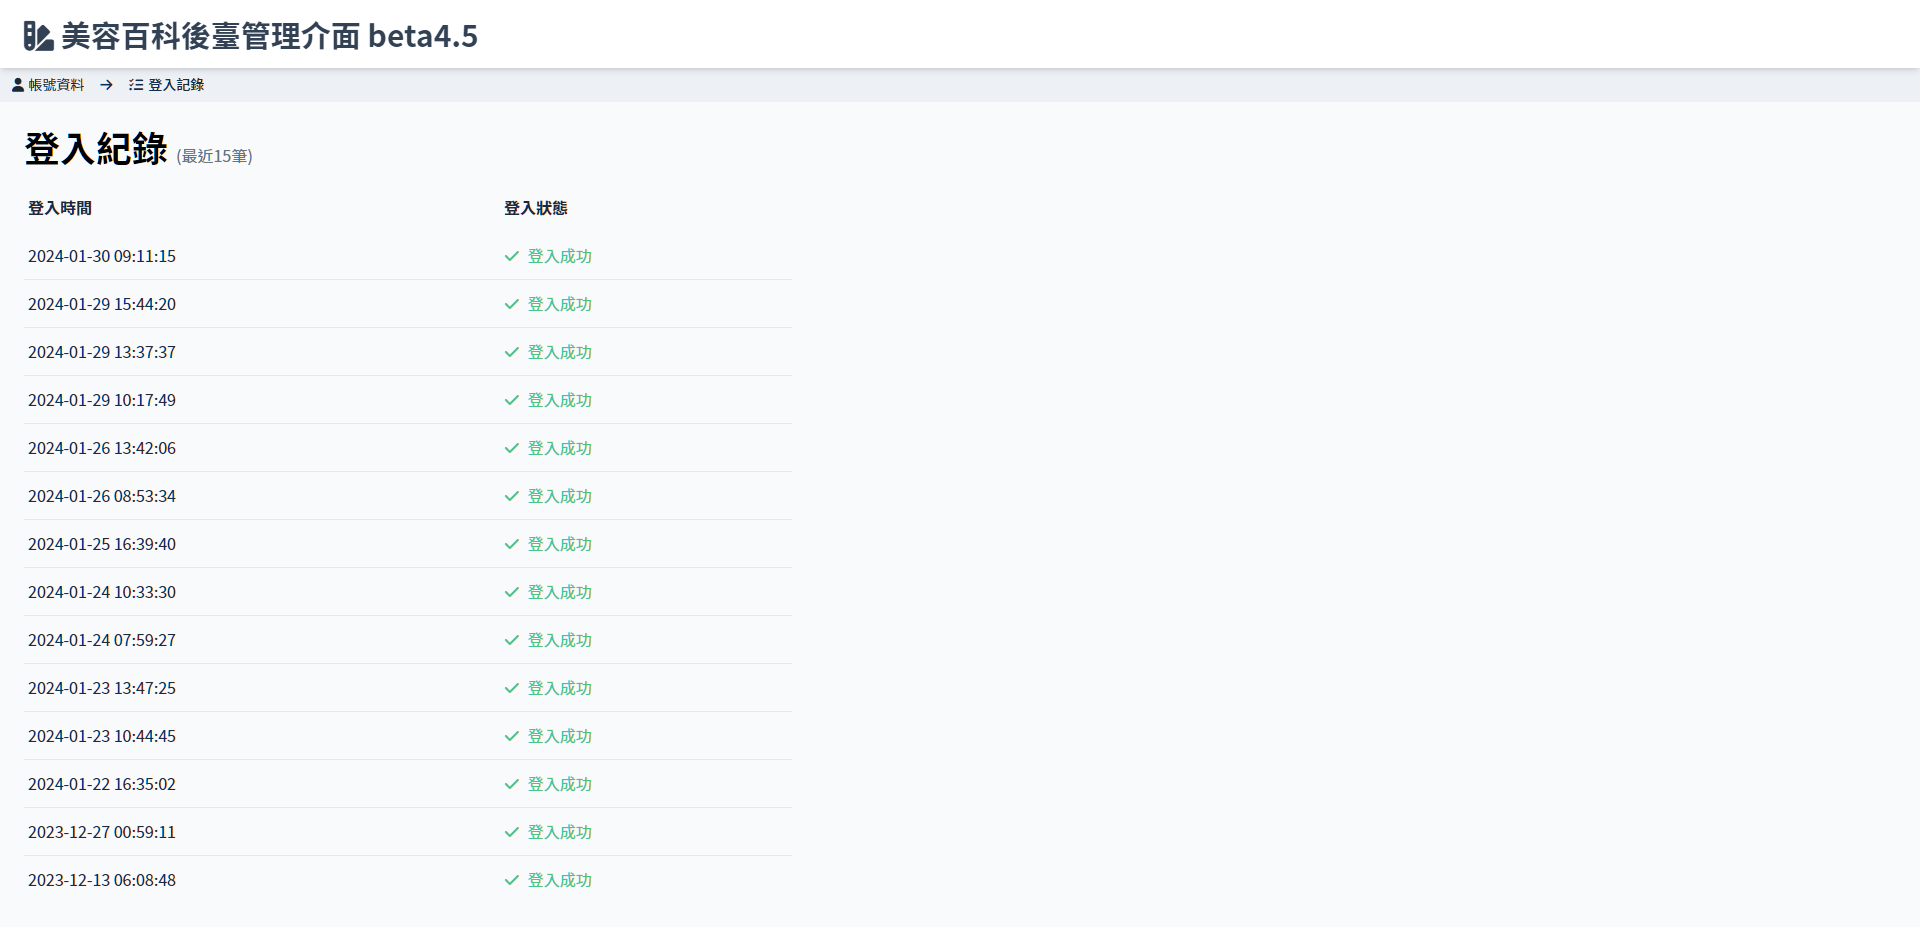 美容百科後臺管理介面 beta4.5
帳號資料 → 登入記錄
登入紀錄 (最近15筆)
登入時間 登入狀態
2024-01-30 09:11:15 登入成功
2024-01-29 15:44:20 登入成功
2024-01-29 13:37:37 登入成功
2024-01-29 10:17:49 登入成功
2024-01-26 13:42:06 登入成功
2024-01-26 08:53:34 登入成功
2024-01-25 16:39:40 登入成功
2024-01-24 10:33:30 登入成功
2024-01-24 07:59:27 登入成功
2024-01-23 13:47:25 登入成功
2024-01-23 10:44:45 登入成功
2024-01-22 16:35:02 登入成功
2023-12-27 00:59:11 登入成功
2023-12-13 06:08:48 登入成功